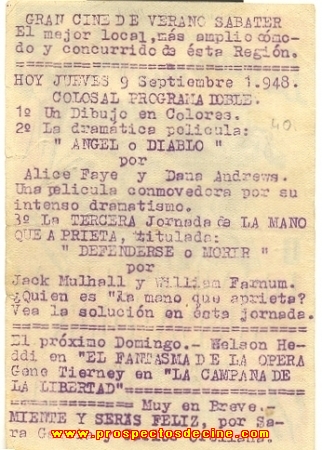 GRAN CINE DE VERANO SABATER
El mejor local,más amplio cómo-
do y concurrido de ésta Región.
HOY JUEVES 9 Septiembre 1.948.
COLOSAL PROGRAMA DOBLE.
1º Un Dibujo en Colores.
2º La dramática pelicula:
" ANGEL o DIABLO "
40.
por
Alice Faye y Dana Andrews.
Una pelicula conmovedora por su
intenso dramatismo.
3º La TERCERA Jornada de LA MANO
QUE APRIETA, titulada:
" DEFENDERSE o MORIR "
por
Jack Mulhall y William Farnum.
¿Quien es "La mano que aprieta?
Vea la solución en ésta jornada.
El próximo Domingo.- Nelson He-
ddi en "EL FANTASMA DE LA OPERA
Gene Tierney en "LA CAMPANA DE
LA LIBERTAD"
Muy en Breve.
MIENTE Y SERÁS FELIZ, por Sa-
ra
www.prospectosdecine.com